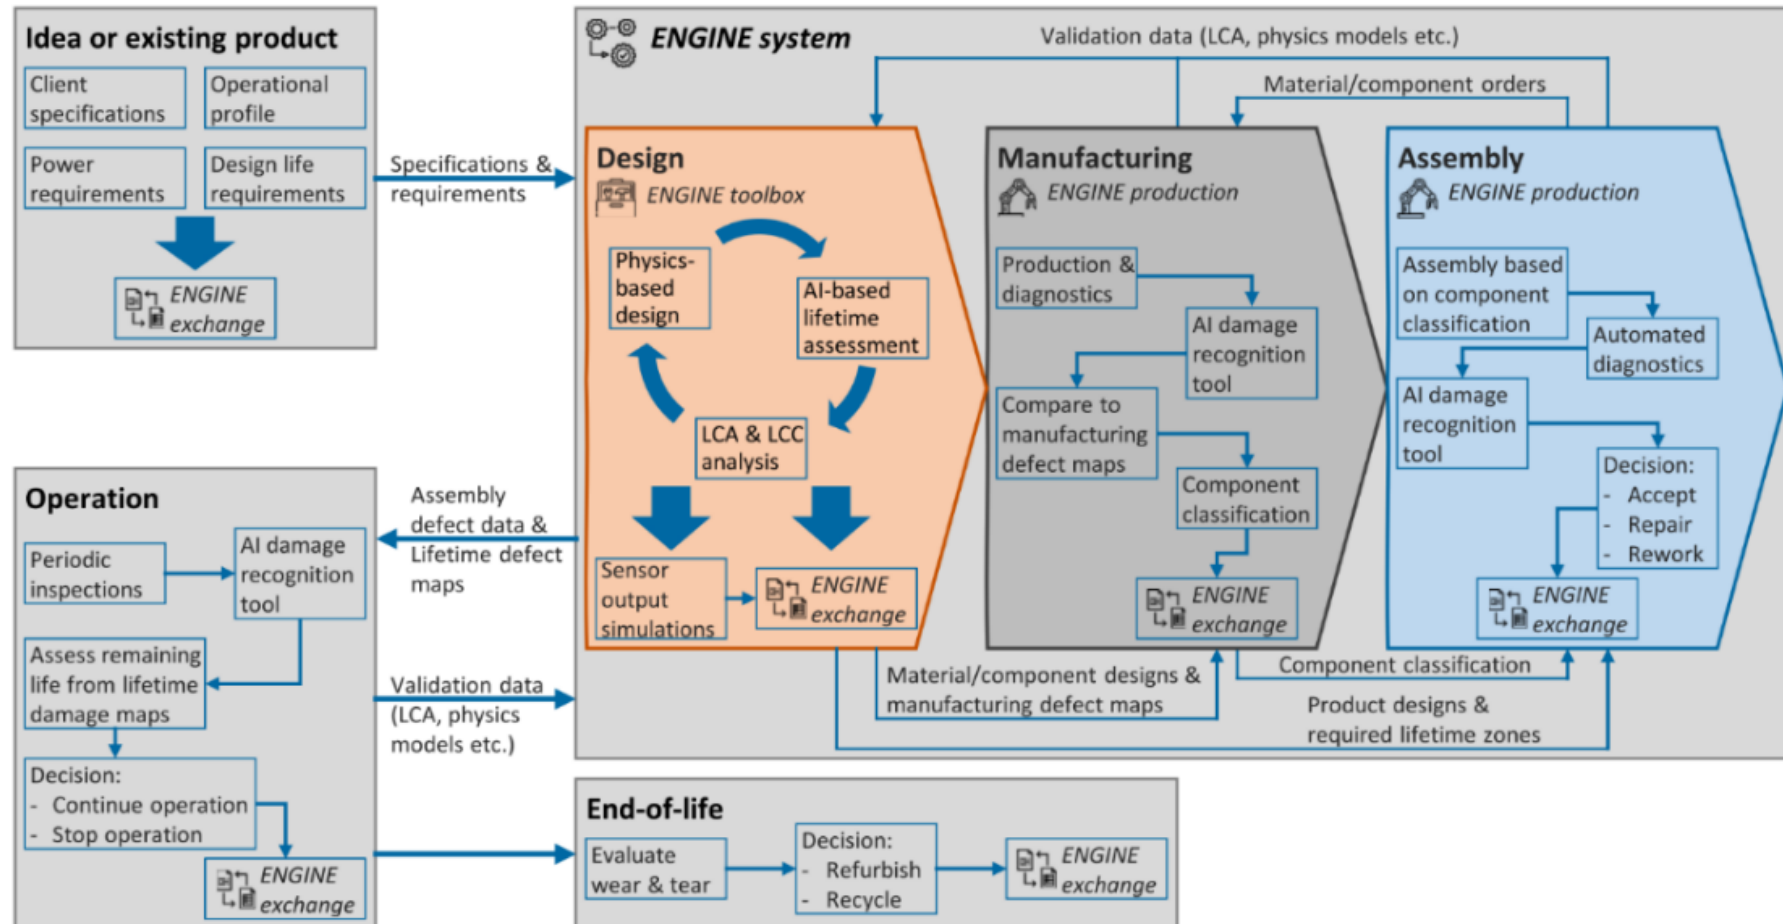 Idea or existing product
Client
specifications
Operational
profile
Power
requirements
Design life
requirements
ENGINE
exchange
Specifications &
requirements
ENGINE system
Validation data (LCA, physics models etc.)
Material/component orders
Design
ENGINE toolbox
Physics-
based
design
AI-based
lifetime
assessment
LCA & LCC
analysis
Sensor
output
simulations
ENGINE
exchange
Manufacturing
ENGINE production
Production &
diagnostics
AI damage
recognition
tool
Compare to
manufacturing
defect maps
Component
classification
ENGINE
exchange
Assembly
ENGINE production
Assembly based
on component
classification
Automated
diagnostics
AI damage
recognition
tool
Decision:
- Accept
- Repair
- Rework
ENGINE
exchange
Material/component designs &
manufacturing defect maps
Component classification
Product designs &
required lifetime zones
Operation
Periodic
inspections
AI damage
recognition
tool
Assess remaining
life from lifetime
damage maps
Decision:
- Continue operation
- Stop operation
ENGINE
exchange
Assembly
defect data &
Lifetime defect
maps
Validation data
(LCA, physics
models etc.)
End-of-life
Evaluate
wear & tear
Decision:
- Refurbish
- Recycle
ENGINE
exchange